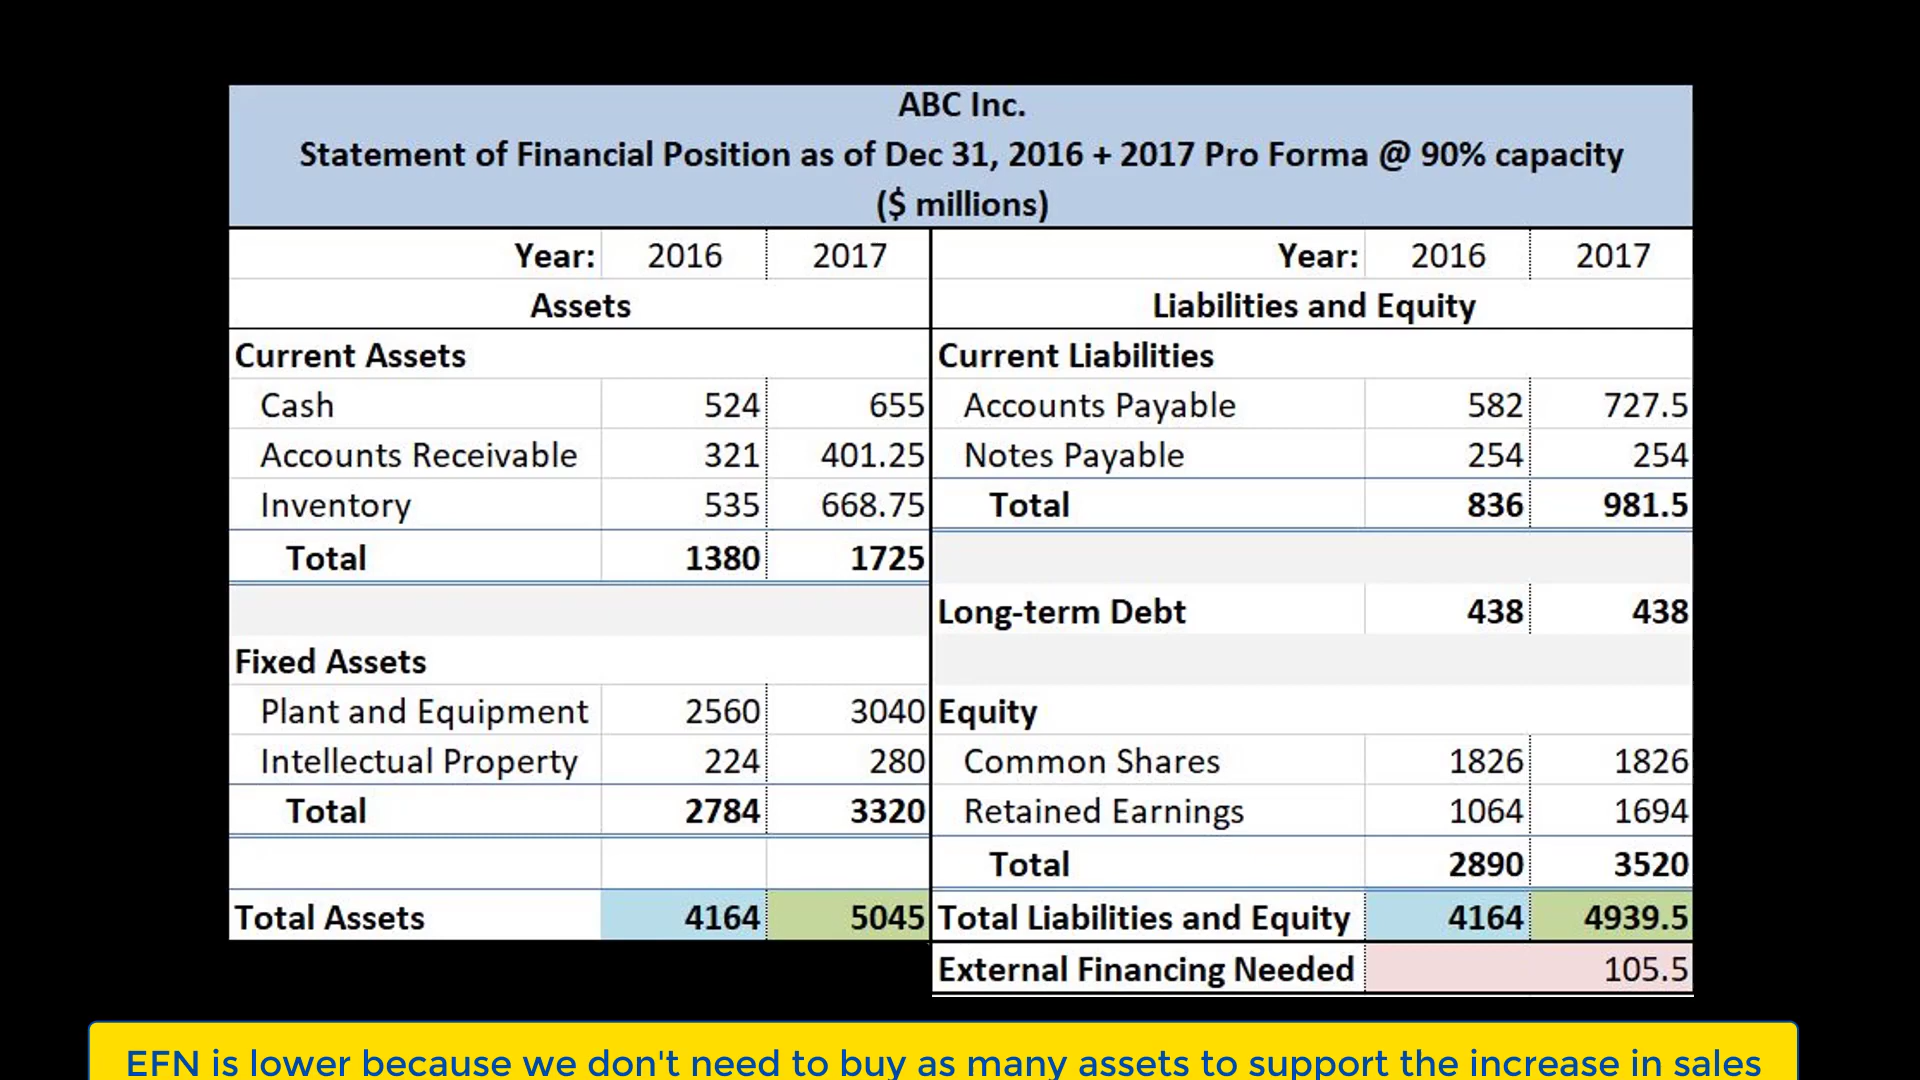 ABC Inc.
Statement of Financial Position as of Dec 31, 2016 + 2017 Pro Forma @ 90% capacity
($ millions)
Year: 2016 2017 Year: 2016 2017
Assets Liabilities and Equity
Current Assets Current Liabilities
Cash 524 655 Accounts Payable 582 727.5
Accounts Receivable 321 401.25 Notes Payable 254 254
Inventory 535 668.75 Total 836 981.5
Total 1380 1725
Long-term Debt 438 438
Fixed Assets
Plant and Equipment 2560 3040 Equity
Intellectual Property 224 280 Common Shares 1826 1826
Total 2784 3320 Retained Earnings 1064 1694
Total 2890 3520
Total Assets 4164 5045 Total Liabilities and Equity 4164 4939.5
External Financing Needed 105.5
EFN is lower because we don't need to buy as many assets to support the increase in sales